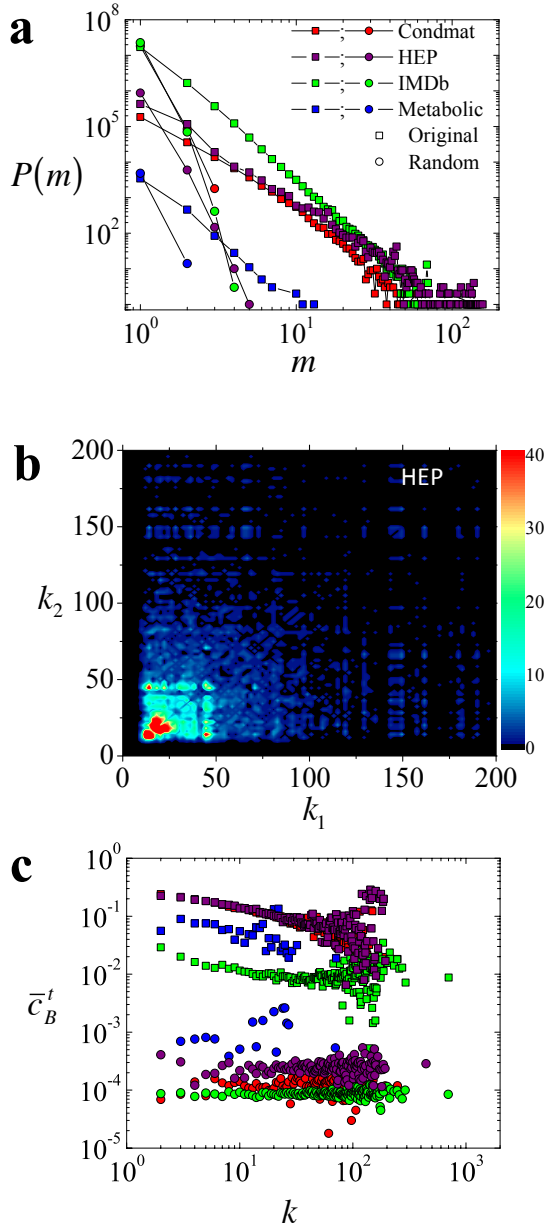 a
10^8
10^5
10^2
P(m)
Condmat
HEP
IMDb
Metabolic
Original
Random
10^0 10^1 10^2
m
b
200
150
100
50
0
k_2
HEP
40
30
20
10
0
0 50 100 150 200
k_1
c
10^0
10^-1
10^-2
10^-3
10^-4
10^-5
c̄_B^t
10^0 10^1 10^2 10^3
k